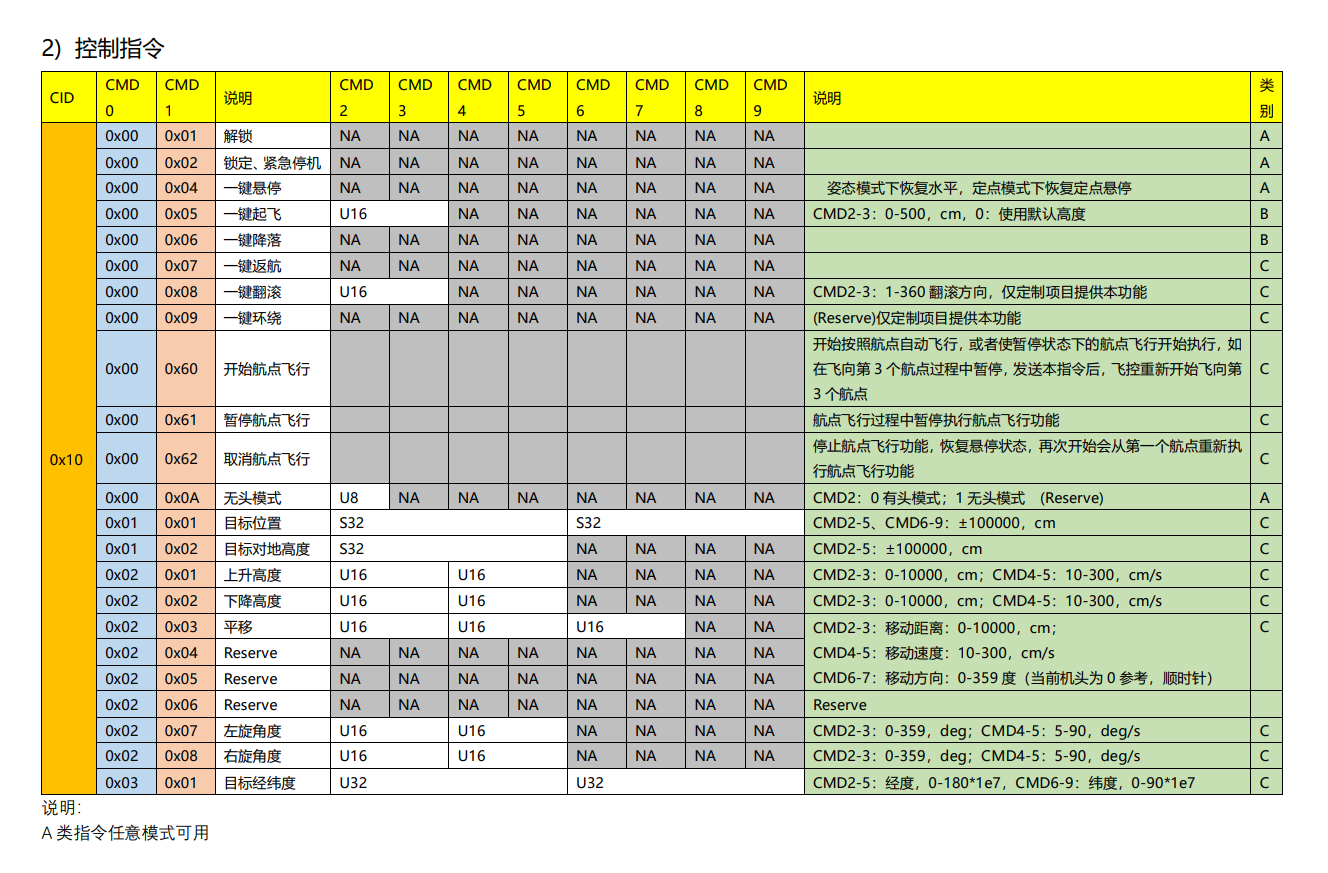 2) 控制指令
CID CMD 0 CMD 1 说明 CMD 2 CMD 3 CMD 4 CMD 5 CMD 6 CMD 7 CMD 8 CMD 9 说明 类别
0x10
0x00 0x01 解锁 NA NA NA NA NA NA NA NA A
0x00 0x02 锁定、紧急停机 NA NA NA NA NA NA NA NA A
0x00 0x04 一键悬停 NA NA NA NA NA NA NA NA 姿态模式下恢复水平，定点模式下恢复定点悬停 A
0x00 0x05 一键起飞 U16 NA NA NA NA NA NA CMD2-3：0-500，cm，0：使用默认高度 B
0x00 0x06 一键降落 NA NA NA NA NA NA NA NA B
0x00 0x07 一键返航 NA NA NA NA NA NA NA NA C
0x00 0x08 一键翻滚 U16 NA NA NA NA NA NA CMD2-3：1-360 翻滚方向，仅定制项目提供本功能 C
0x00 0x09 一键环绕 NA NA NA NA NA NA NA NA (Reserve)仅定制项目提供本功能 C
0x00 0x60 开始航点飞行 开始按照航点自动飞行，或者使暂停状态下的航点飞行开始执行，如
在飞向第 3 个航点过程中暂停，发送本指令后，飞控重新开始飞向第
3 个航点 C
0x00 0x61 暂停航点飞行 航点飞行过程中暂停执行航点飞行功能 C
0x00 0x62 取消航点飞行 停止航点飞行功能，恢复悬停状态，再次开始会从第一个航点重新执
行航点飞行功能 C
0x00 0x0A 无头模式 U8 NA NA NA NA NA NA NA CMD2：0 有头模式；1 无头模式 (Reserve) A
0x01 0x01 目标位置 S32 S32 CMD2-5、CMD6-9：±100000，cm C
0x01 0x02 目标对地高度 S32 NA NA NA NA CMD2-5：±100000，cm C
0x02 0x01 上升高度 U16 U16 NA NA NA NA CMD2-3：0-10000，cm；CMD4-5：10-300，cm/s C
0x02 0x02 下降高度 U16 U16 NA NA NA NA CMD2-3：0-10000，cm；CMD4-5：10-300，cm/s C
0x02 0x03 平移 U16 U16 U16 NA NA CMD2-3：移动距离：0-10000，cm； C
0x02 0x04 Reserve NA NA NA NA NA NA NA NA CMD4-5：移动速度：10-300，cm/s
0x02 0x05 Reserve NA NA NA NA NA NA NA NA CMD6-7：移动方向：0-359 度（当前机头为 0 参考，顺时针）
0x02 0x06 Reserve NA NA NA NA NA NA NA NA Reserve
0x02 0x07 左旋角度 U16 U16 NA NA NA NA CMD2-3：0-359，deg；CMD4-5：5-90，deg/s C
0x02 0x08 右旋角度 U16 U16 NA NA NA NA CMD2-3：0-359，deg；CMD4-5：5-90，deg/s C
0x03 0x01 目标经纬度 U32 U32 CMD2-5：经度，0-180*1e7，CMD6-9：纬度，0-90*1e7 C
说明：
A 类指令任意模式可用